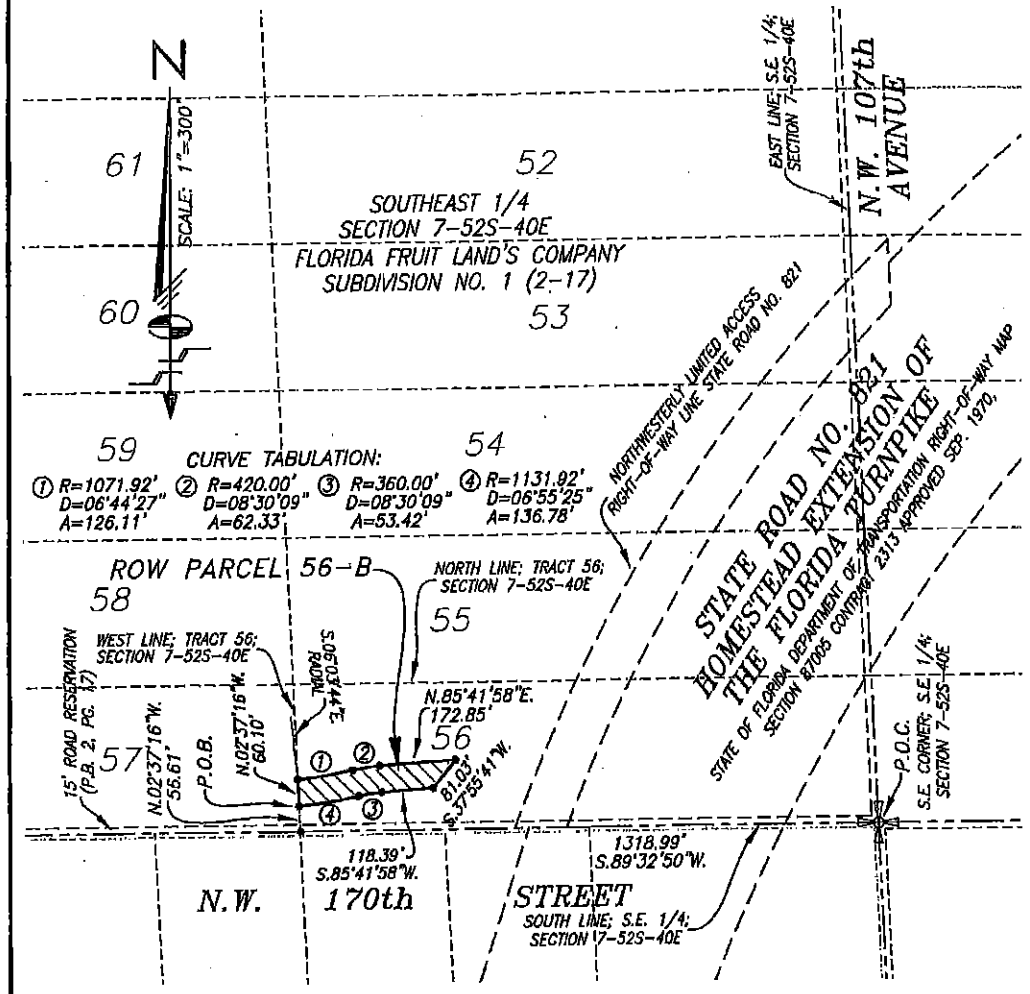 N
SCALE: 1"=300'
61
60
59
58
57
52
53
54
55
56
SOUTHEAST 1/4
SECTION 7-52S-40E
FLORIDA FRUIT LAND'S COMPANY
SUBDIVISION NO. 1 (2-17)
EAST LINE; S.E. 1/4;
SECTION 7-52S-40E
N.W. 107th
AVENUE
NORTHWESTERLY LIMITED ACCESS
RIGHT-OF-WAY LINE STATE ROAD NO. 821
STATE ROAD NO. 821
HOMESTEAD EXTENSION OF
THE FLORIDA TURNPIKE
STATE OF FLORIDA DEPARTMENT OF TRANSPORTATION RIGHT-OF-WAY MAP
SECTION 87005 CONTRACT 2313 APPROVED SEP. 1970,
CURVE TABULATION:
① R=1071.92'
D=06°44'27"
A=126.11'
② R=420.00'
D=08°30'09"
A=62.33'
③ R=360.00'
D=08°30'09"
A=53.42'
④ R=1131.92'
D=06°55'25"
A=136.78'
ROW PARCEL 56-B
NORTH LINE; TRACT 56;
SECTION 7-52S-40E
WEST LINE; TRACT 56;
SECTION 7-52S-40E
S.06°03'44"E.
RADIAL
N.85°41'58"E.
172.85'
15' ROAD RESERVATION
(P.B. 2, PG. 17)
N.02°37'16"W.
56.61'
P.O.B.
N.02°37'16"W.
60.10'
①
②
③
④
81.03'
S.37°55'41"W.
P.O.C.
S.E. CORNER; S.E. 1/4;
SECTION 7-52S-40E
118.39'
S.85°41'58"W.
1318.99'
S.89°32'50"W.
N.W. 170th STREET
SOUTH LINE; S.E. 1/4;
SECTION 7-52S-40E